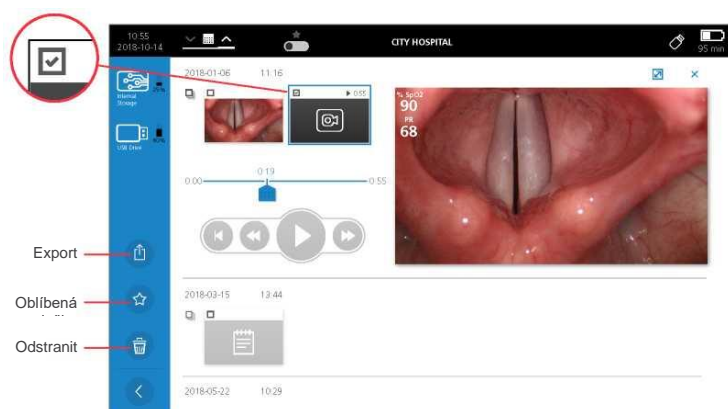 10:55
2018-10-14
CITY HOSPITAL
95 min
Internal
Storage
25%
USB Drive
2018-01-06 11:16
0:55
% SpO2
90
PR
68
0:19
0:00
0:55
Export
Oblíbená
2018-03-15 13:44
Odstranit
2018-05-22 10:29